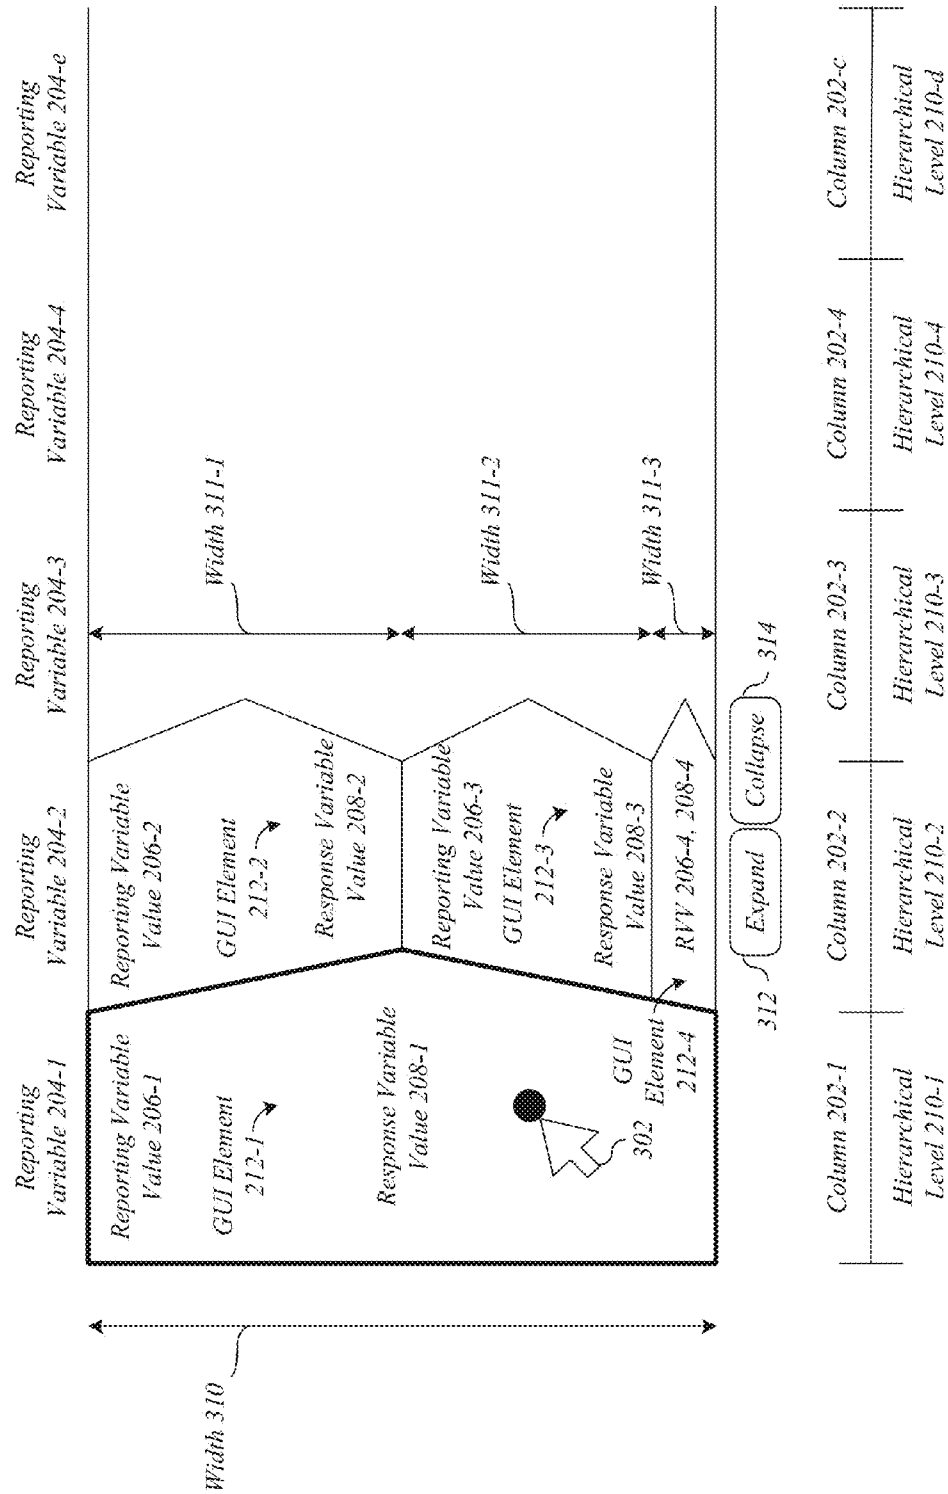 Reporting
Variable 204-1
Reporting
Variable 204-2
Reporting
Variable 204-3
Reporting
Variable 204-4
Reporting
Variable 204-e
Width 310
Reporting Variable
Value 206-1
GUI Element
212-1
Response Variable
Value 208-1
302
GUI
Element
212-4
Reporting Variable
Value 206-2
GUI Element
212-2
Response Variable
Value 208-2
Reporting Variable
Value 206-3
GUI Element
212-3
Response Variable
Value 208-3
RVV 206-4, 208-4
Width 311-1
Width 311-2
Width 311-3
312
Expand
Collapse
314
Column 202-1
Column 202-2
Column 202-3
Column 202-4
Column 202-c
Hierarchical
Level 210-1
Hierarchical
Level 210-2
Hierarchical
Level 210-3
Hierarchical
Level 210-4
Hierarchical
Level 210-d